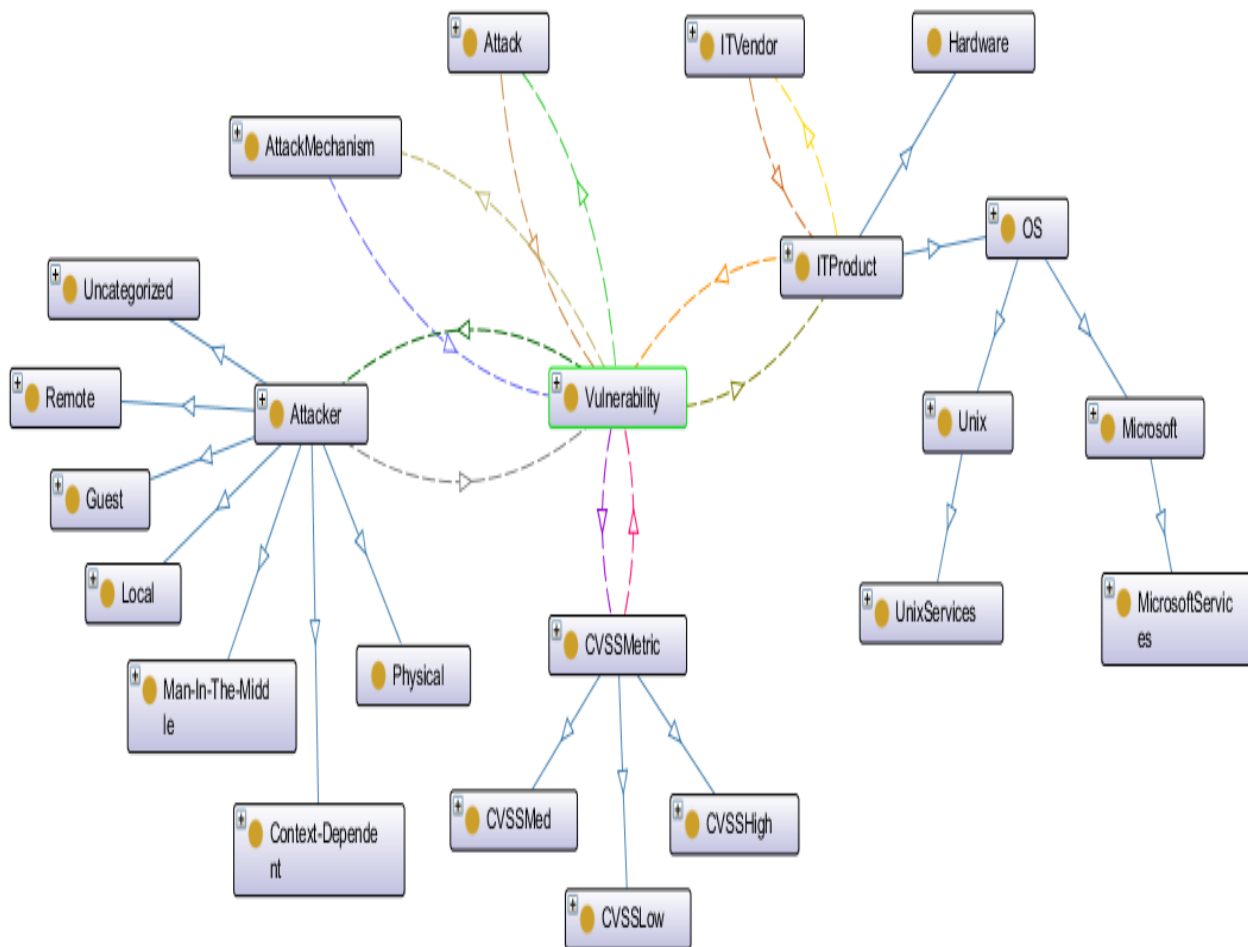 Attack
ITVendor
Hardware
AttackMechanism
OS
ITProduct
Uncategorized
Remote
Attacker
Vulnerability
Unix
Microsoft
Guest
Local
UnixServices
MicrosoftServic
es
CVSSMetric
Physical
Man-In-The-Midd
le
CVSSMed
CVSSHigh
Context-Depende
nt
CVSSLow